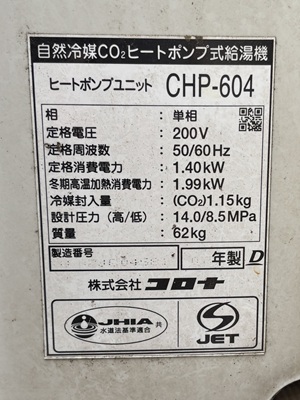 自然冷媒CO₂ヒートポンプ式給湯機
ヒートポンプユニット CHP-604
相 : 単相
定格電圧 : 200V
定格周波数 : 50/60Hz
定格消費電力 : 1.40kW
冬期高温加熱消費電力 : 1.99kW
冷媒封入量 : (CO₂)1.15kg
設計圧力（高/低） : 14.0/8.5MPa
質量 : 62kg
製造番号 年製 D
株式会社 コロナ
JHIA 共
水道法基準適合
S JET